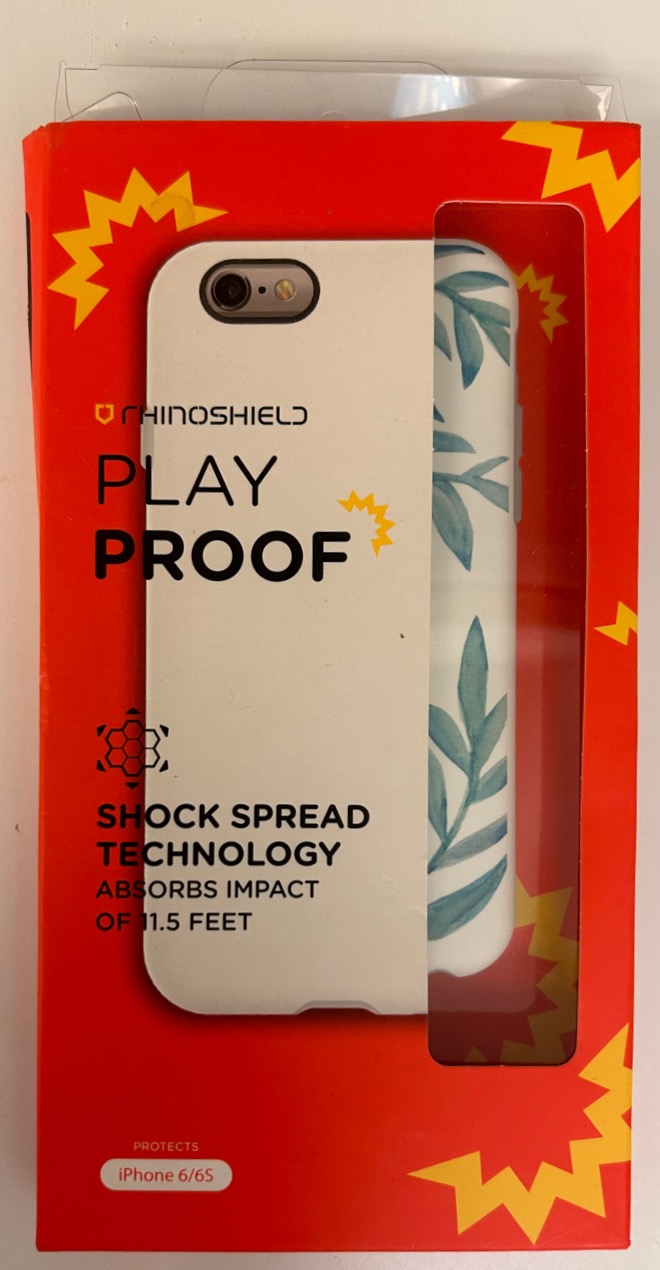 RHINOSHIELD
PLAY
PROOF
SHOCK SPREAD
TECHNOLOGY
ABSORBS IMPACT
OF 11.5 FEET
PROTECTS
iPhone 6/6S